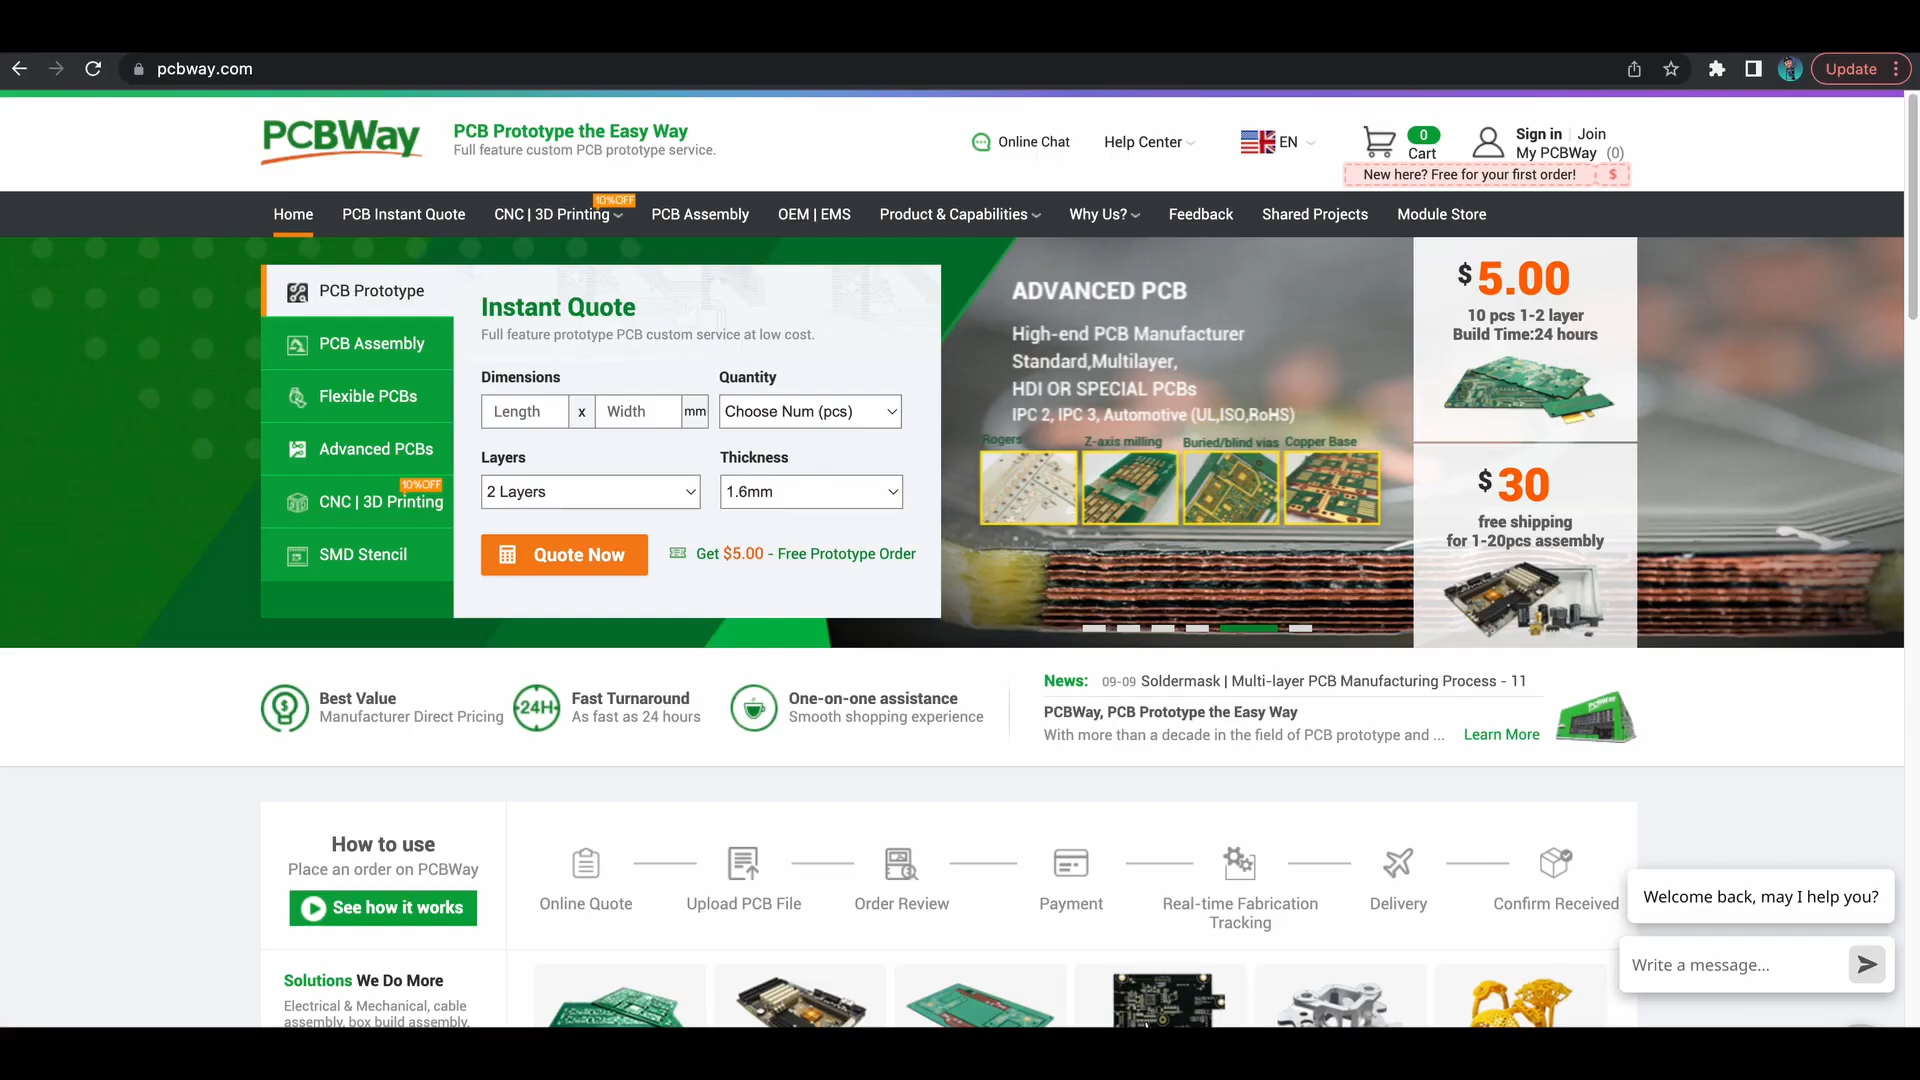 pcbway.com
Update
PCBWay
PCB Prototype the Easy Way
Full feature custom PCB prototype service.
Online Chat
Help Center
EN
0
Cart
Sign in | Join
My PCBWay (0)
New here? Free for your first order! $
Home
PCB Instant Quote
CNC | 3D Printing
10%OFF
PCB Assembly
OEM | EMS
Product & Capabilities
Why Us?
Feedback
Shared Projects
Module Store
PCB Prototype
PCB Assembly
Flexible PCBs
Advanced PCBs
10%OFF
CNC | 3D Printing
SMD Stencil
Instant Quote
Full feature prototype PCB custom service at low cost.
Dimensions
Length x Width mm
Quantity
Choose Num (pcs)
Layers
2 Layers
Thickness
1.6mm
Quote Now
Get $5.00 - Free Prototype Order
ADVANCED PCB
High-end PCB Manufacturer
Standard,Multilayer,
HDI OR SPECIAL PCBs
IPC 2, IPC 3, Automotive (UL,ISO,RoHS)
Rogers
Z-axis milling
Buried/blind vias
Copper Base
$5.00
10 pcs 1-2 layer
Build Time:24 hours
$30
free shipping
for 1-20pcs assembly
Best Value
Manufacturer Direct Pricing
24H
Fast Turnaround
As fast as 24 hours
One-on-one assistance
Smooth shopping experience
News: 09-09 Soldermask | Multi-layer PCB Manufacturing Process - 11
PCBWay, PCB Prototype the Easy Way
With more than a decade in the field of PCB prototype and ... Learn More
How to use
Place an order on PCBWay
See how it works
Online Quote
Upload PCB File
Order Review
Payment
Real-time Fabrication
Tracking
Delivery
Confirm Received
Solutions We Do More
Electrical & Mechanical, cable
assembly, box build assembly,
Welcome back, may I help you?
Write a message...